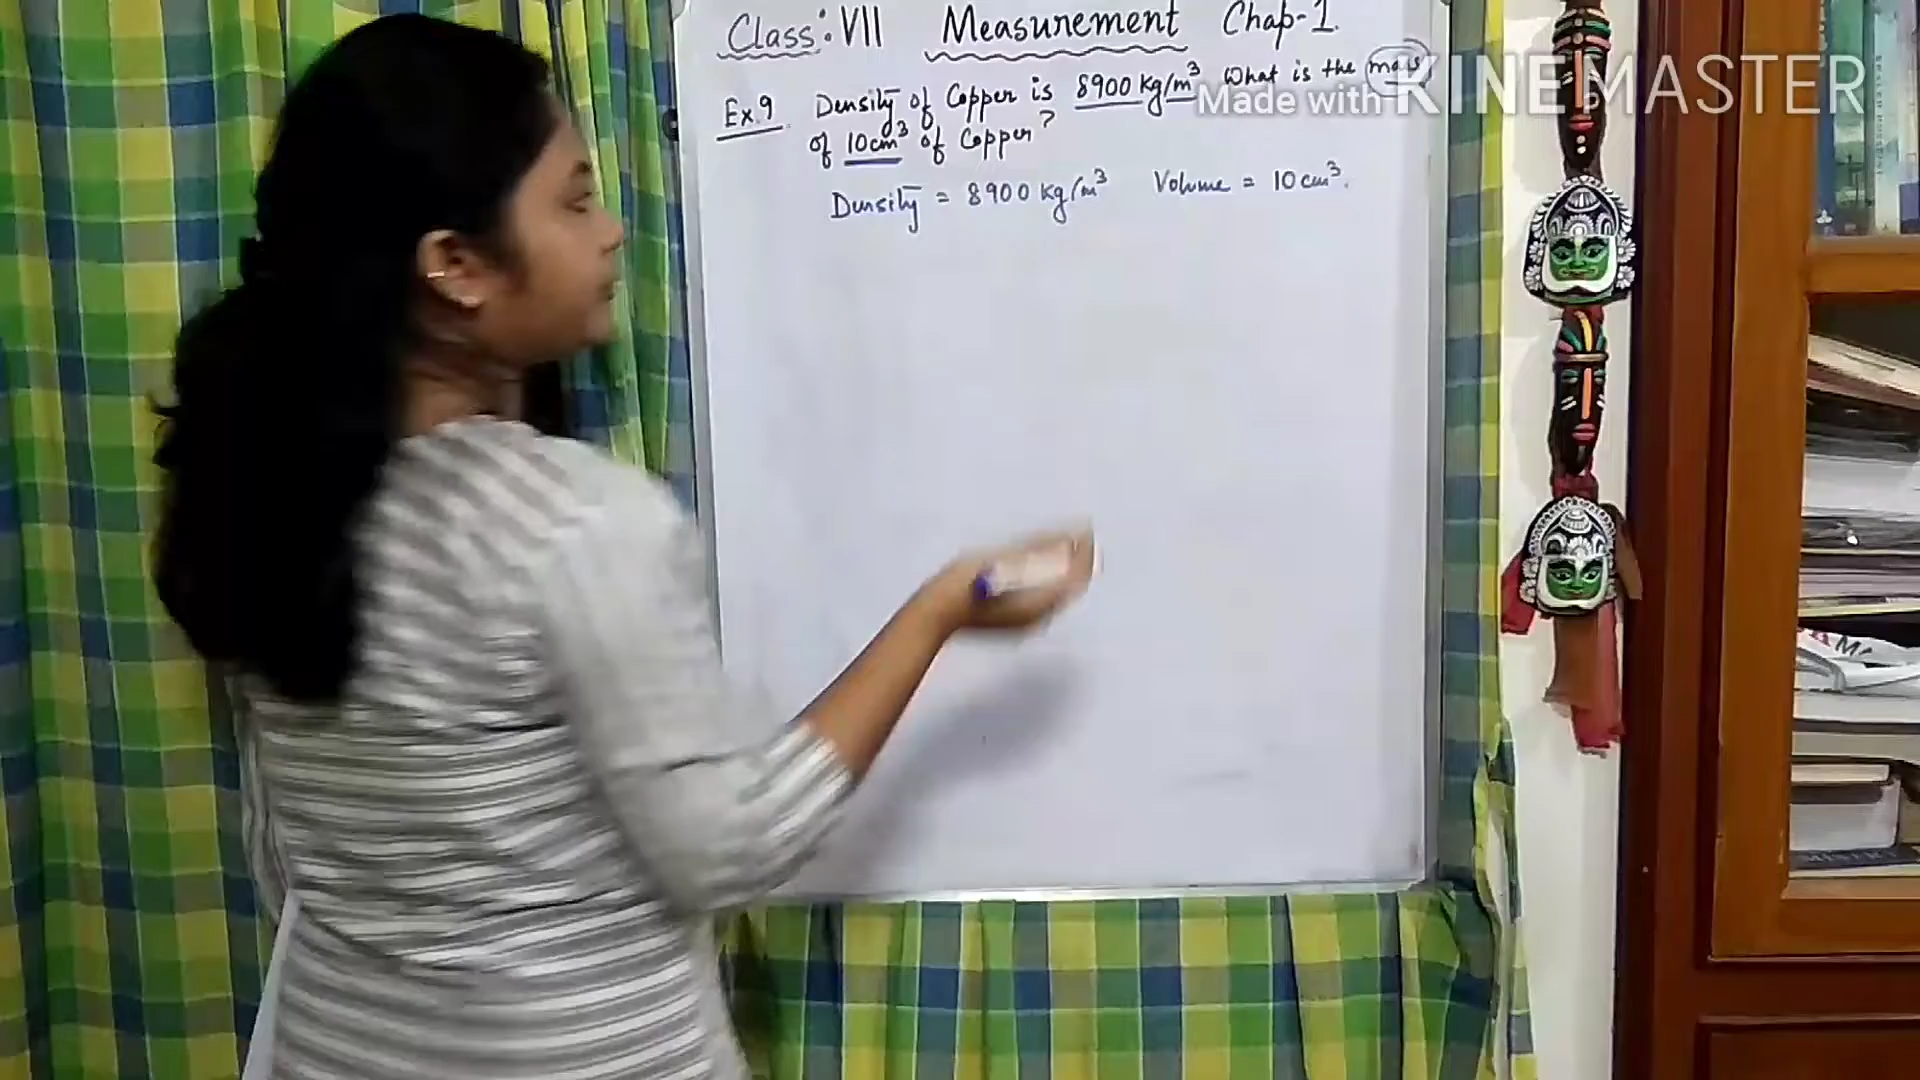 Class: VII Measurement Chap-1.
Ex.9 Density of Copper is 8900 kg/m³. What is the mass
of 10cm³ of Copper?
Density = 8900 kg/m³ Volume = 10 cm³.
Made with KINEMASTER